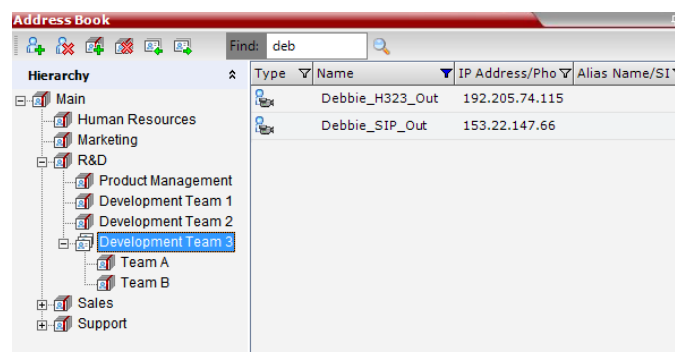 Address Book
Find: deb
Hierarchy
Type Name IP Address/Pho Alias Name/SI
Main
Human Resources
Marketing
R&D
Product Management
Development Team 1
Development Team 2
Development Team 3
Team A
Team B
Sales
Support
Debbie_H323_Out 192.205.74.115
Debbie_SIP_Out 153.22.147.66